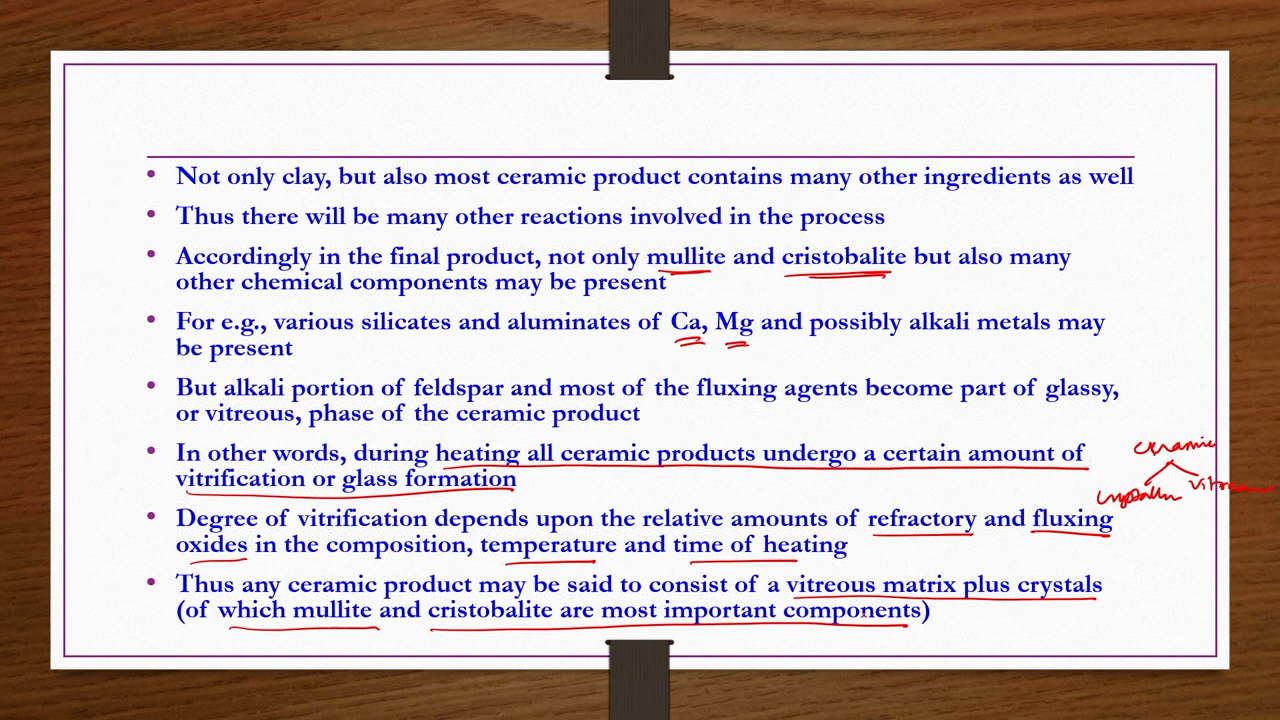 Not only clay, but also most ceramic product contains many other ingredients as well
Thus there will be many other reactions involved in the process
Accordingly in the final product, not only mullite and cristobalite but also many
other chemical components may be present
For e.g., various silicates and aluminates of Ca, Mg and possibly alkali metals may
be present
But alkali portion of feldspar and most of the fluxing agents become part of glassy,
or vitreous, phase of the ceramic product
In other words, during heating all ceramic products undergo a certain amount of
vitrification or glass formation
ceramic
Degree of vitrification depends upon the relative amounts of refractory and fluxing
oxides in the composition, temperature and time of heating
Thus any ceramic product may be said to consist of a vitreous matrix plus crystals
(of which mullite and cristobalite are most important components)